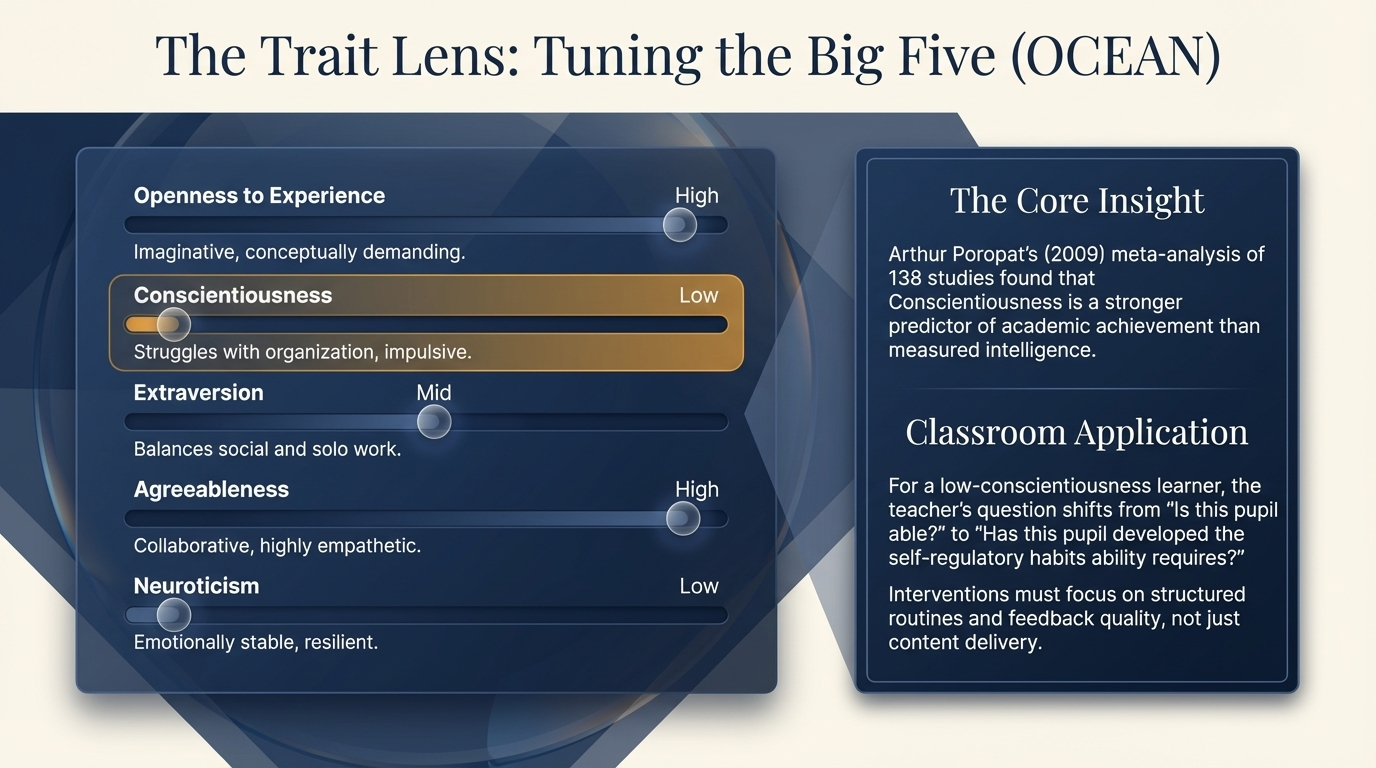 The Trait Lens: Tuning the Big Five (OCEAN)
Openness to Experience High
Imaginative, conceptually demanding.
Conscientiousness Low
Struggles with organization, impulsive.
Extraversion Mid
Balances social and solo work.
Agreeableness High
Collaborative, highly empathetic.
Neuroticism Low
Emotionally stable, resilient.
The Core Insight
Arthur Poropat’s (2009) meta-analysis of
138 studies found that
Conscientiousness is a stronger
predictor of academic achievement than
measured intelligence.
Classroom Application
For a low-conscientiousness learner, the
teacher’s question shifts from “Is this pupil
able?” to “Has this pupil developed the
self-regulatory habits ability requires?”
Interventions must focus on structured
routines and feedback quality, not just
content delivery.